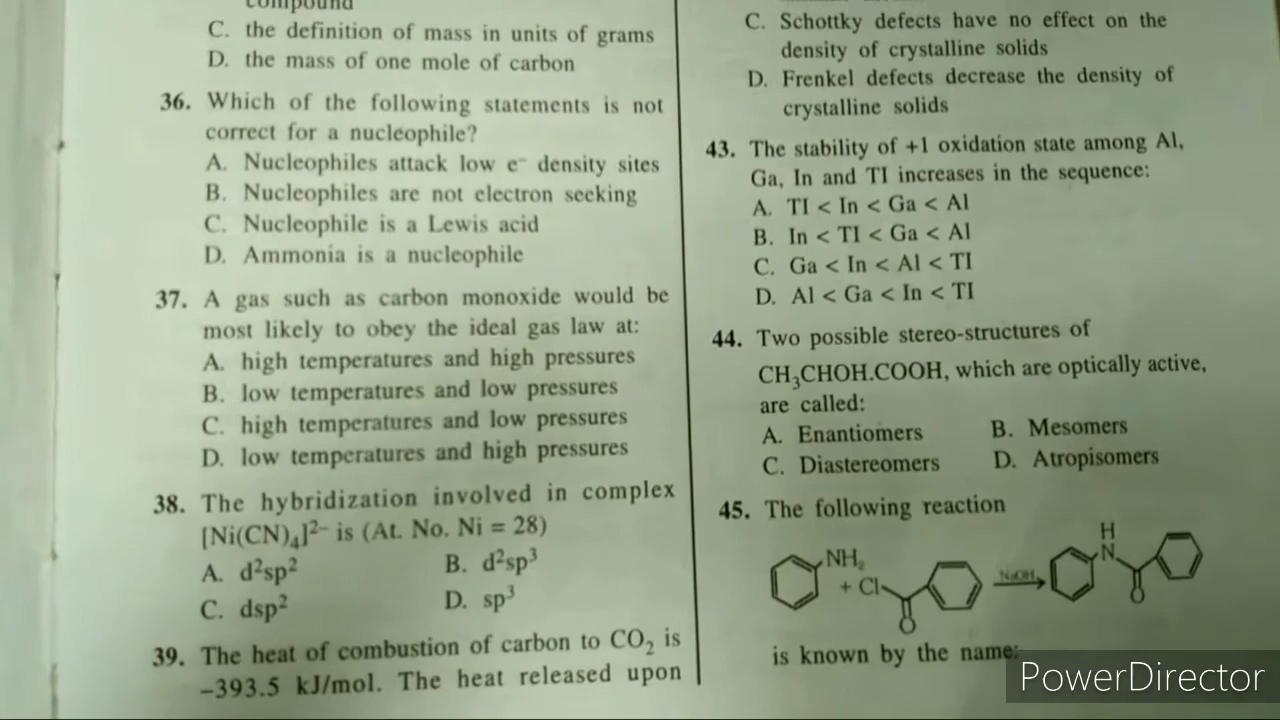 compound
C. the definition of mass in units of grams
D. the mass of one mole of carbon
36. Which of the following statements is not
correct for a nucleophile?
A. Nucleophiles attack low e⁻ density sites
B. Nucleophiles are not electron seeking
C. Nucleophile is a Lewis acid
D. Ammonia is a nucleophile
37. A gas such as carbon monoxide would be
most likely to obey the ideal gas law at:
A. high temperatures and high pressures
B. low temperatures and low pressures
C. high temperatures and low pressures
D. low temperatures and high pressures
38. The hybridization involved in complex
[Ni(CN)₄]²⁻ is (At. No. Ni = 28)
A. d²sp² B. d²sp³
C. dsp² D. sp³
39. The heat of combustion of carbon to CO₂ is
–393.5 kJ/mol. The heat released upon
C. Schottky defects have no effect on the
density of crystalline solids
D. Frenkel defects decrease the density of
crystalline solids
43. The stability of +1 oxidation state among Al,
Ga, In and TI increases in the sequence:
A. TI < In < Ga < Al
B. In < TI < Ga < Al
C. Ga < In < Al < TI
D. Al < Ga < In < TI
44. Two possible stereo-structures of
CH₃CHOH.COOH, which are optically active,
are called:
A. Enantiomers B. Mesomers
C. Diastereomers D. Atropisomers
45. The following reaction
NH₂ + Cl O NaOH H N O
is known by the name:
PowerDirector